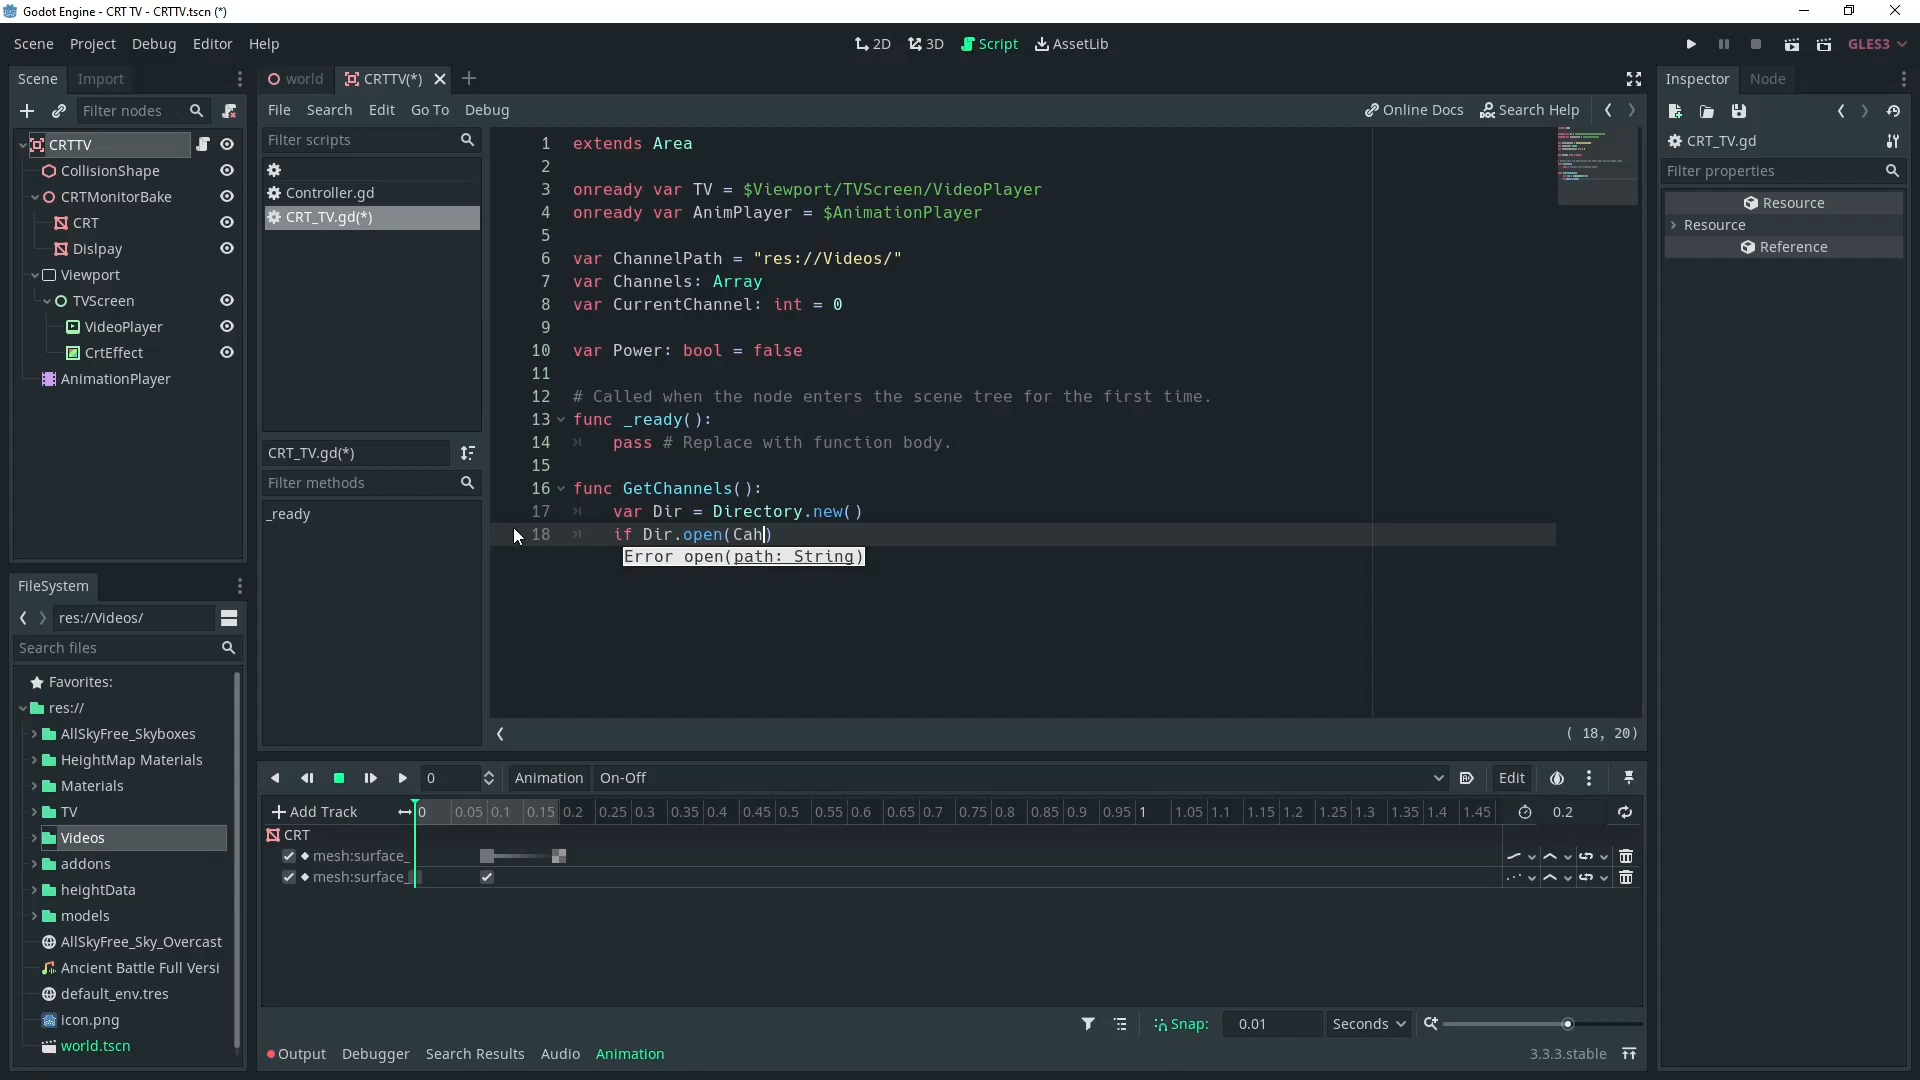 Godot Engine - CRT TV - CRTTV.tscn (*)
Scene Project Debug Editor Help
2D 3D Script AssetLib
GLES3
Scene Import
Filter nodes
CRTTV
CollisionShape
CRTMonitorBake
CRT
Dislpay
Viewport
TVScreen
VideoPlayer
CrtEffect
AnimationPlayer
FileSystem
res://Videos/
Search files
Favorites:
res://
AllSkyFree_Skyboxes
HeightMap Materials
Materials
TV
Videos
addons
heightData
models
AllSkyFree_Sky_Overcast
Ancient Battle Full Versi
default_env.tres
icon.png
world.tscn
world CRTTV(*)
File Search Edit Go To Debug
Online Docs Search Help
Filter scripts
Controller.gd
CRT_TV.gd(*)
CRT_TV.gd(*)
Filter methods
_ready
1 extends Area
2
3 onready var TV = $Viewport/TVScreen/VideoPlayer
4 onready var AnimPlayer = $AnimationPlayer
5
6 var ChannelPath = "res://Videos/"
7 var Channels: Array
8 var CurrentChannel: int = 0
9
10 var Power: bool = false
11
12 # Called when the node enters the scene tree for the first time.
13 func _ready():
14 pass # Replace with function body.
15
16 func GetChannels():
17 var Dir = Directory.new()
18 if Dir.open(Cah)
Error open(path: String)
( 18, 20)
0 Animation On-Off Edit
Add Track 0 0.05 0.1 0.15 0.2 0.25 0.3 0.35 0.4 0.45 0.5 0.55 0.6 0.65 0.7 0.75 0.8 0.85 0.9 0.95 1 1.05 1.1 1.15 1.2 1.25 1.3 1.35 1.4 1.45 0.2
CRT
mesh:surface_
mesh:surface_
Snap: 0.01 Seconds
Output Debugger Search Results Audio Animation
3.3.3.stable
Inspector Node
CRT_TV.gd
Filter properties
Resource
Resource
Reference